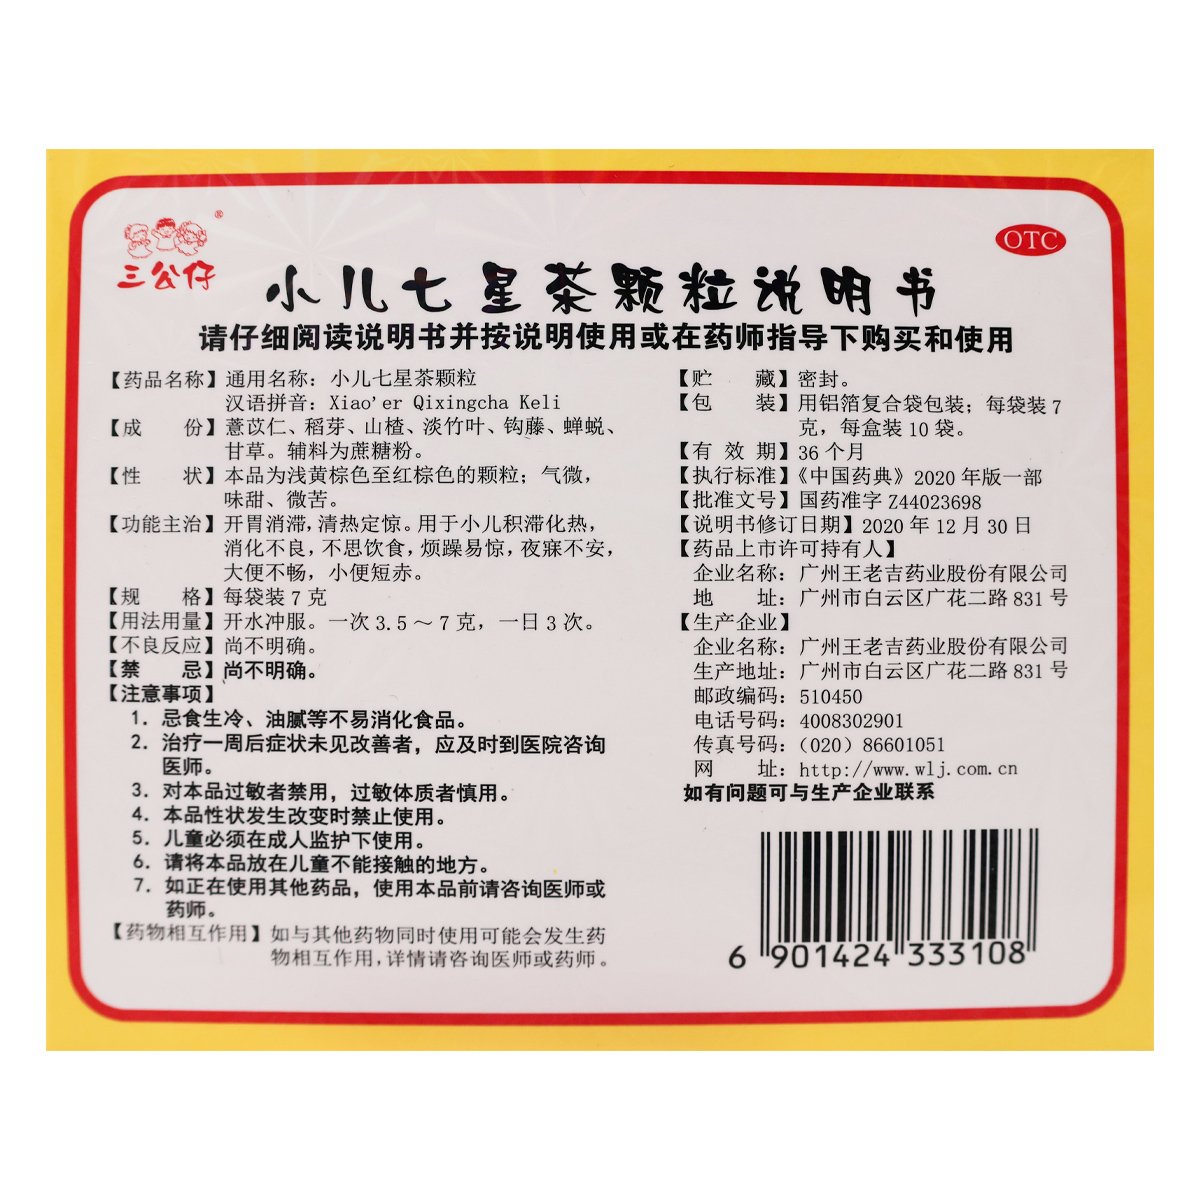 ®
三公仔
OTC
小儿七星茶颗粒说明书
请仔细阅读说明书并按说明使用或在药师指导下购买和使用
【药品名称】通用名称：小儿七星茶颗粒
汉语拼音：Xiao'er Qixingcha Keli
【成　　份】薏苡仁、稻芽、山楂、淡竹叶、钩藤、蝉蜕、
甘草。辅料为蔗糖粉。
【性　　状】本品为浅黄棕色至红棕色的颗粒；气微，
味甜、微苦。
【功能主治】开胃消滞，清热定惊。用于小儿积滞化热，
消化不良，不思饮食，烦躁易惊，夜寐不安，
大便不畅，小便短赤。
【规　　格】每袋装7克
【用法用量】开水冲服。一次3.5～7克，一日3次。
【不良反应】尚不明确。
【禁　　忌】尚不明确。
【注意事项】
1．忌食生冷、油腻等不易消化食品。
2．治疗一周后症状未见改善者，应及时到医院咨询
医师。
3．对本品过敏者禁用，过敏体质者慎用。
4．本品性状发生改变时禁止使用。
5．儿童必须在成人监护下使用。
6．请将本品放在儿童不能接触的地方。
7．如正在使用其他药品，使用本品前请咨询医师或
药师。
【药物相互作用】如与其他药物同时使用可能会发生药
物相互作用，详情请咨询医师或药师。
【贮　　藏】密封。
【包　　装】用铝箔复合袋包装；每袋装7
克，每盒装10袋。
【有 效 期】36个月
【执行标准】《中国药典》2020年版一部
【批准文号】国药准字Z44023698
【说明书修订日期】2020年12月30日
【药品上市许可持有人】
企业名称：广州王老吉药业股份有限公司
地　　址：广州市白云区广花二路831号
【生产企业】
企业名称：广州王老吉药业股份有限公司
生产地址：广州市白云区广花二路831号
邮政编码：510450
电话号码：4008302901
传真号码：（020）86601051
网　　址：http://www.wlj.com.cn
如有问题可与生产企业联系
6 901424 333108